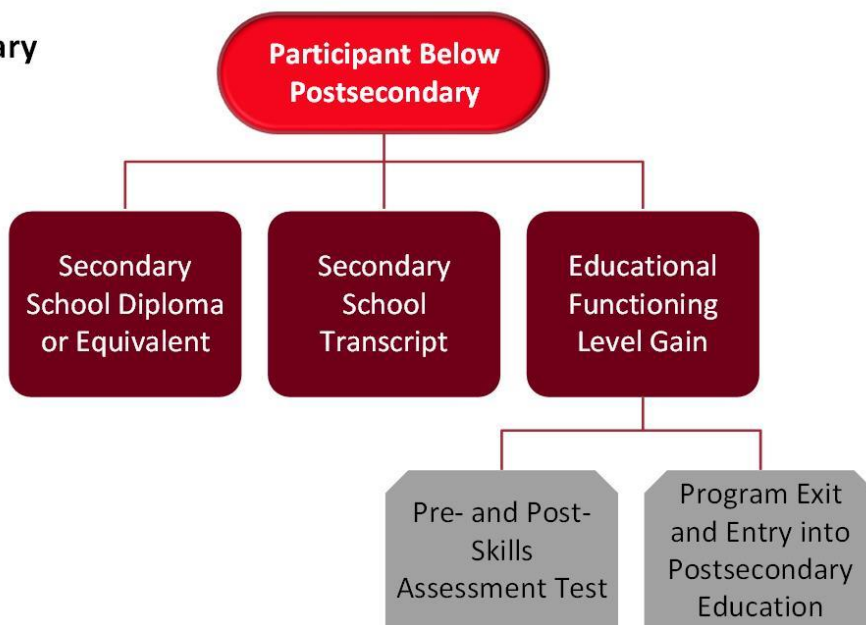 ary
Participant Below
Postsecondary
Secondary
School Diploma
or Equivalent
Secondary
School
Transcript
Educational
Functioning
Level Gain
Pre- and Post-
Skills
Assessment Test
Program Exit
and Entry into
Postsecondary
Education